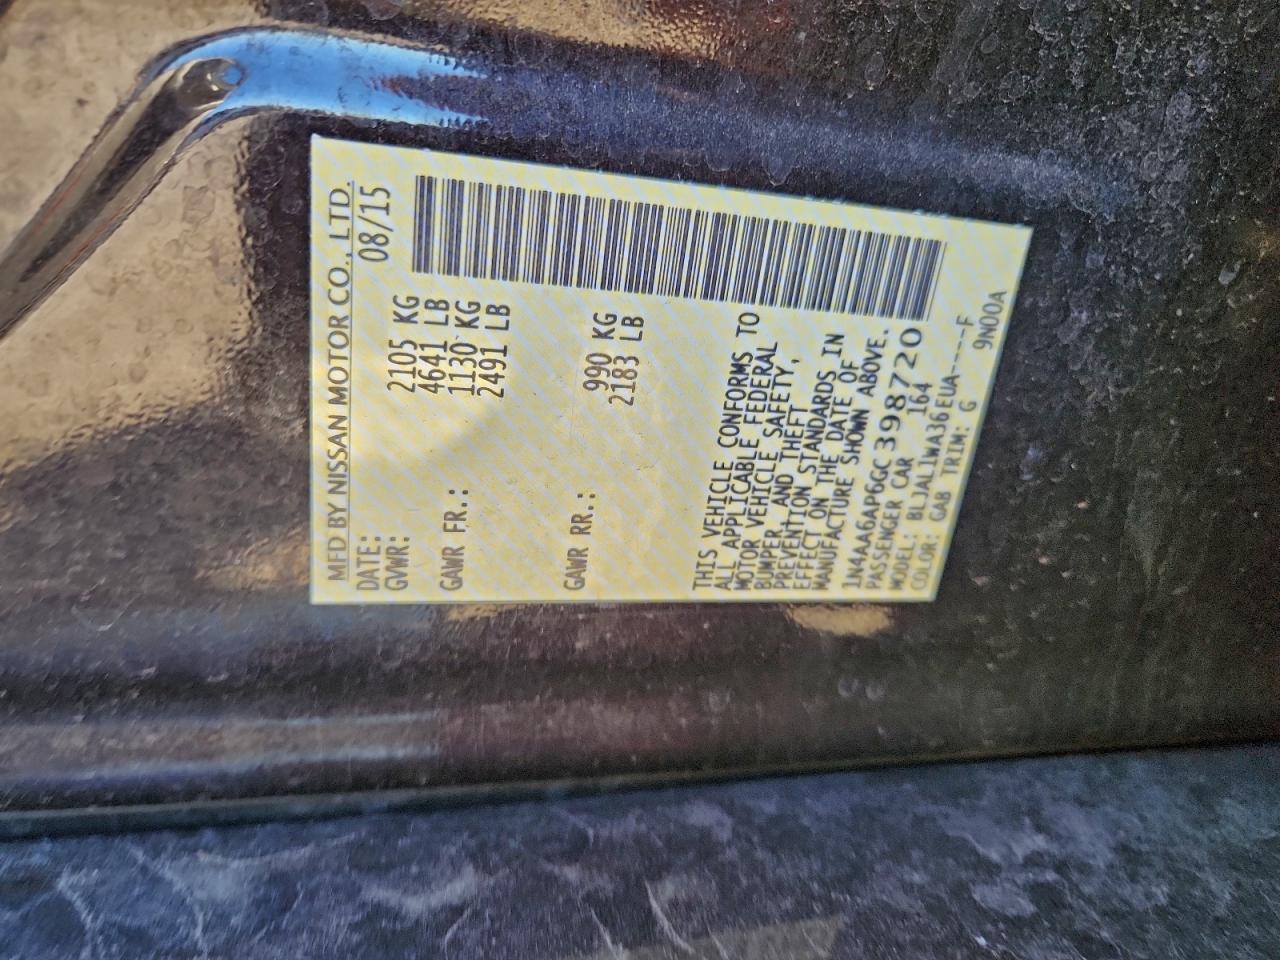 MFD BY NISSAN MOTOR CO., LTD.
DATE: 08/15
GVWR: 2105 KG
4641 LB
GAWR FR.: 1130 KG
2491 LB
GAWR RR.: 990 KG
2183 LB
THIS VEHICLE CONFORMS TO
ALL APPLICABLE FEDERAL
MOTOR VEHICLE SAFETY,
BUMPER, AND THEFT
PREVENTION STANDARDS IN
EFFECT ON THE DATE OF
MANUFACTURE SHOWN ABOVE.
1N4AA6AP6GC398720
PASSENGER CAR 164
MODEL: BLJAL1WA36EUA-----F
COLOR: GAB TRIM: G 9N00A